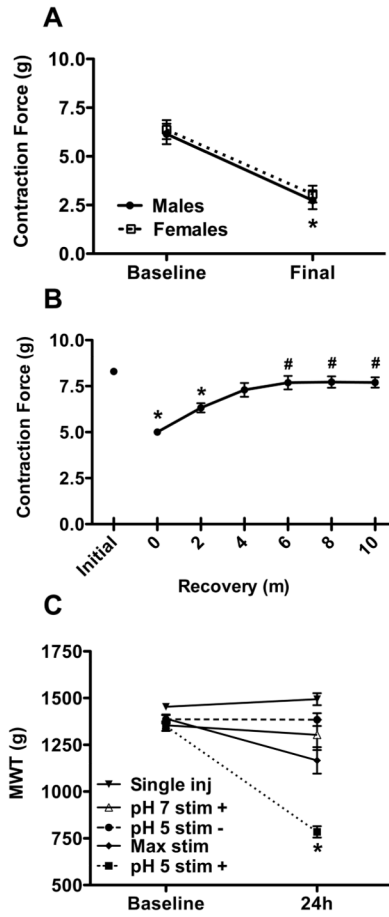 A
Contraction Force (g)
10.0
7.5
5.0
2.5
0.0
Males
Females
*
Baseline Final
B
Contraction Force (g)
10.0
7.5
5.0
2.5
0.0
* * # # #
Initial 0 2 4 6 8 10
Recovery (m)
C
MWT (g)
1750
1500
1250
1000
750
500
Single inj
pH 7 stim +
pH 5 stim -
Max stim
pH 5 stim +
*
Baseline 24h